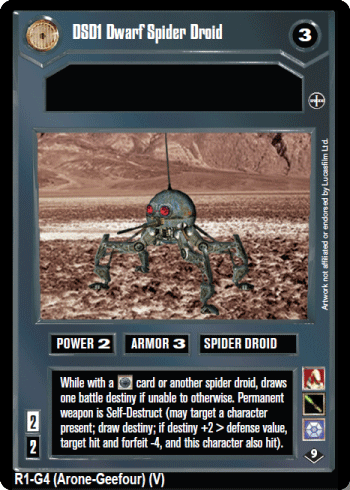 DSD1 Dwarf Spider Droid
3
Artwork not affiliated or endorsed by Lucasfilm Ltd.
POWER 2 ARMOR 3 SPIDER DROID
While with a card or another spider droid, draws
one battle destiny if unable to otherwise. Permanent
weapon is Self-Destruct (may target a character
present; draw destiny; if destiny +2 > defense value,
target hit and forfeit -4, and this character also hit).
2
2
9
R1-G4 (Arone-Geefour) (V)